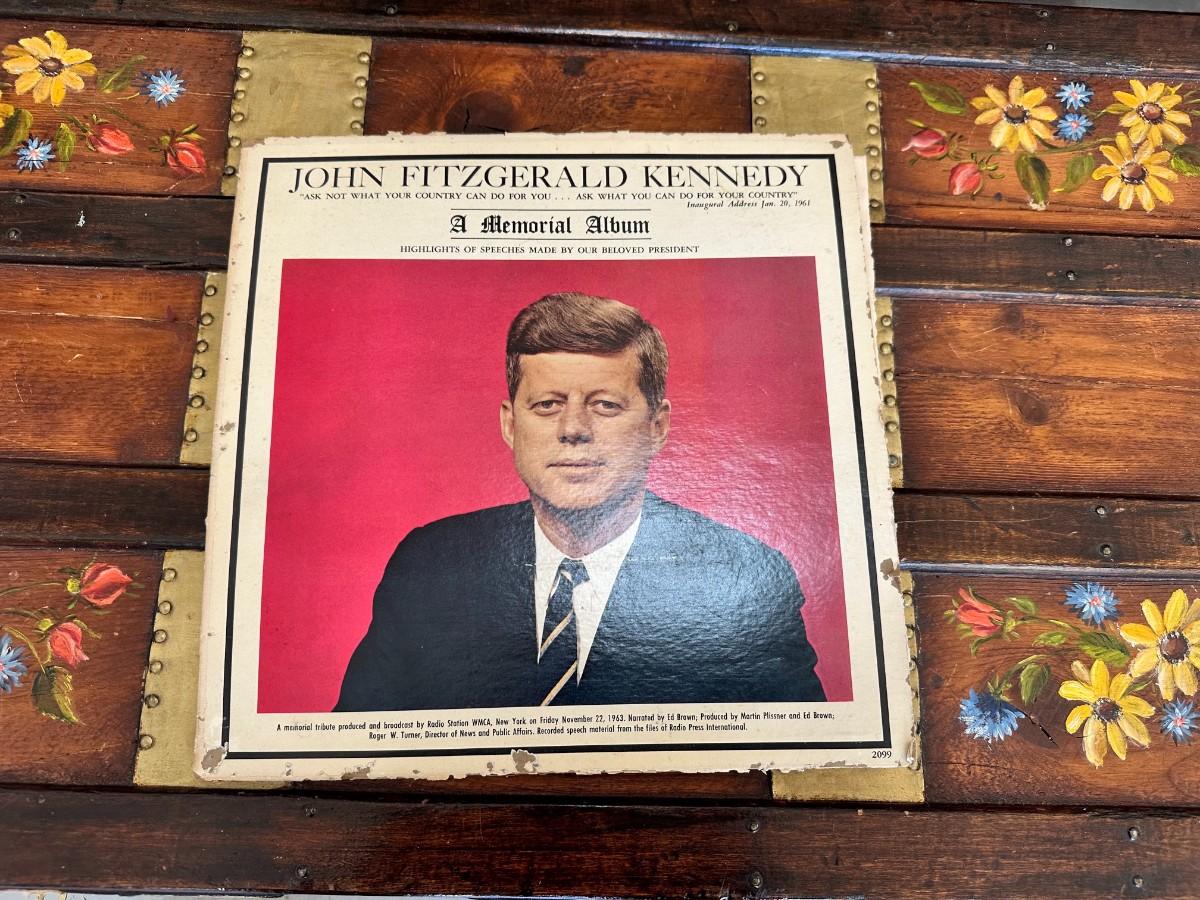 JOHN FITZGERALD KENNEDY
"ASK NOT WHAT YOUR COUNTRY CAN DO FOR YOU . . . ASK WHAT YOU CAN DO FOR YOUR COUNTRY"
Inaugural Address Jan. 20, 1961
A Memorial Album
HIGHLIGHTS OF SPEECHES MADE BY OUR BELOVED PRESIDENT
A memorial tribute produced and broadcast by Radio Station WMCA, New York on Friday November 22, 1963. Narrated by Ed Brown; Produced by Martin Plissner and Ed Brown;
Roger W. Turner, Director of News and Public Affairs. Recorded speech material from the files of Radio Press International.
2099